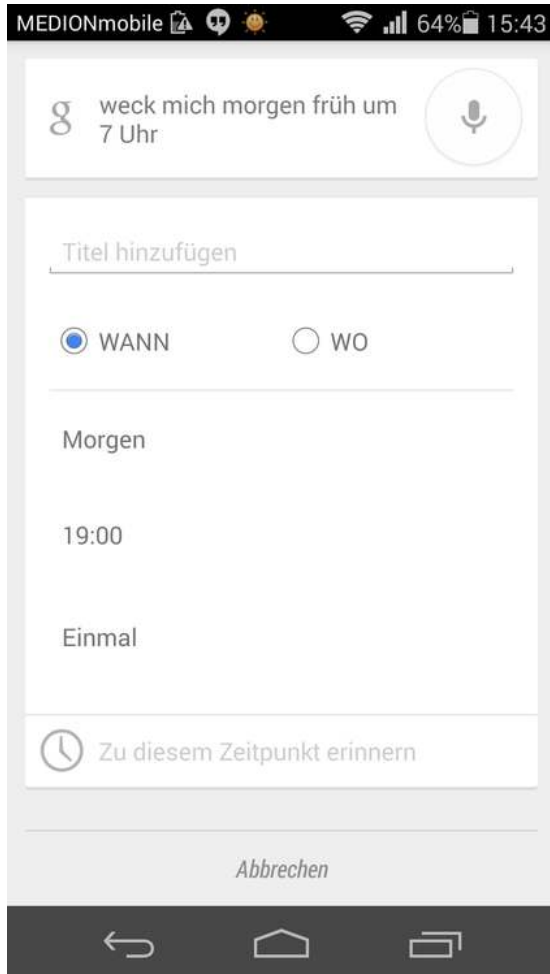 MEDIONmobile 64% 15:43
g weck mich morgen früh um
7 Uhr
Titel hinzufügen
WANN WO
Morgen
19:00
Einmal
Zu diesem Zeitpunkt erinnern
Abbrechen